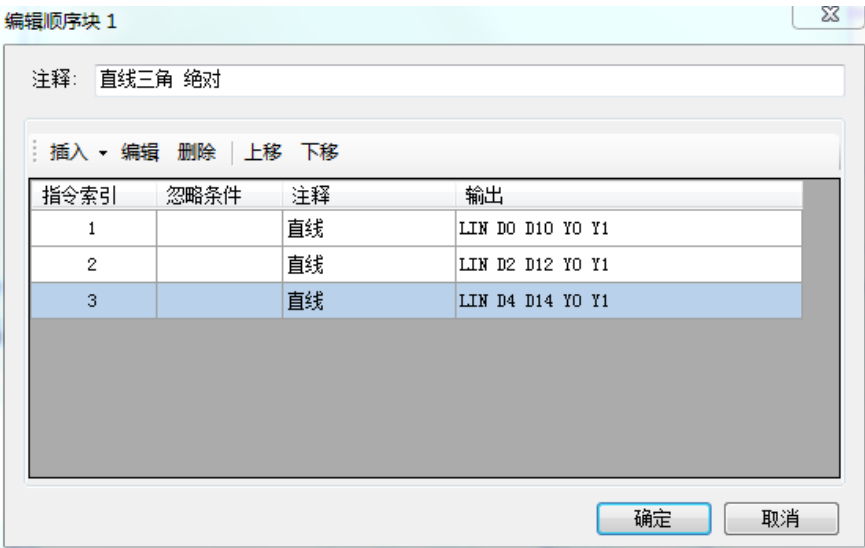 编辑顺序块 1
注释: 直线三角 绝对
插入 编辑 删除 上移 下移
指令索引 忽略条件 注释 输出
1 直线 LIN D0 D10 Y0 Y1
2 直线 LIN D2 D12 Y0 Y1
3 直线 LIN D4 D14 Y0 Y1
确定 取消